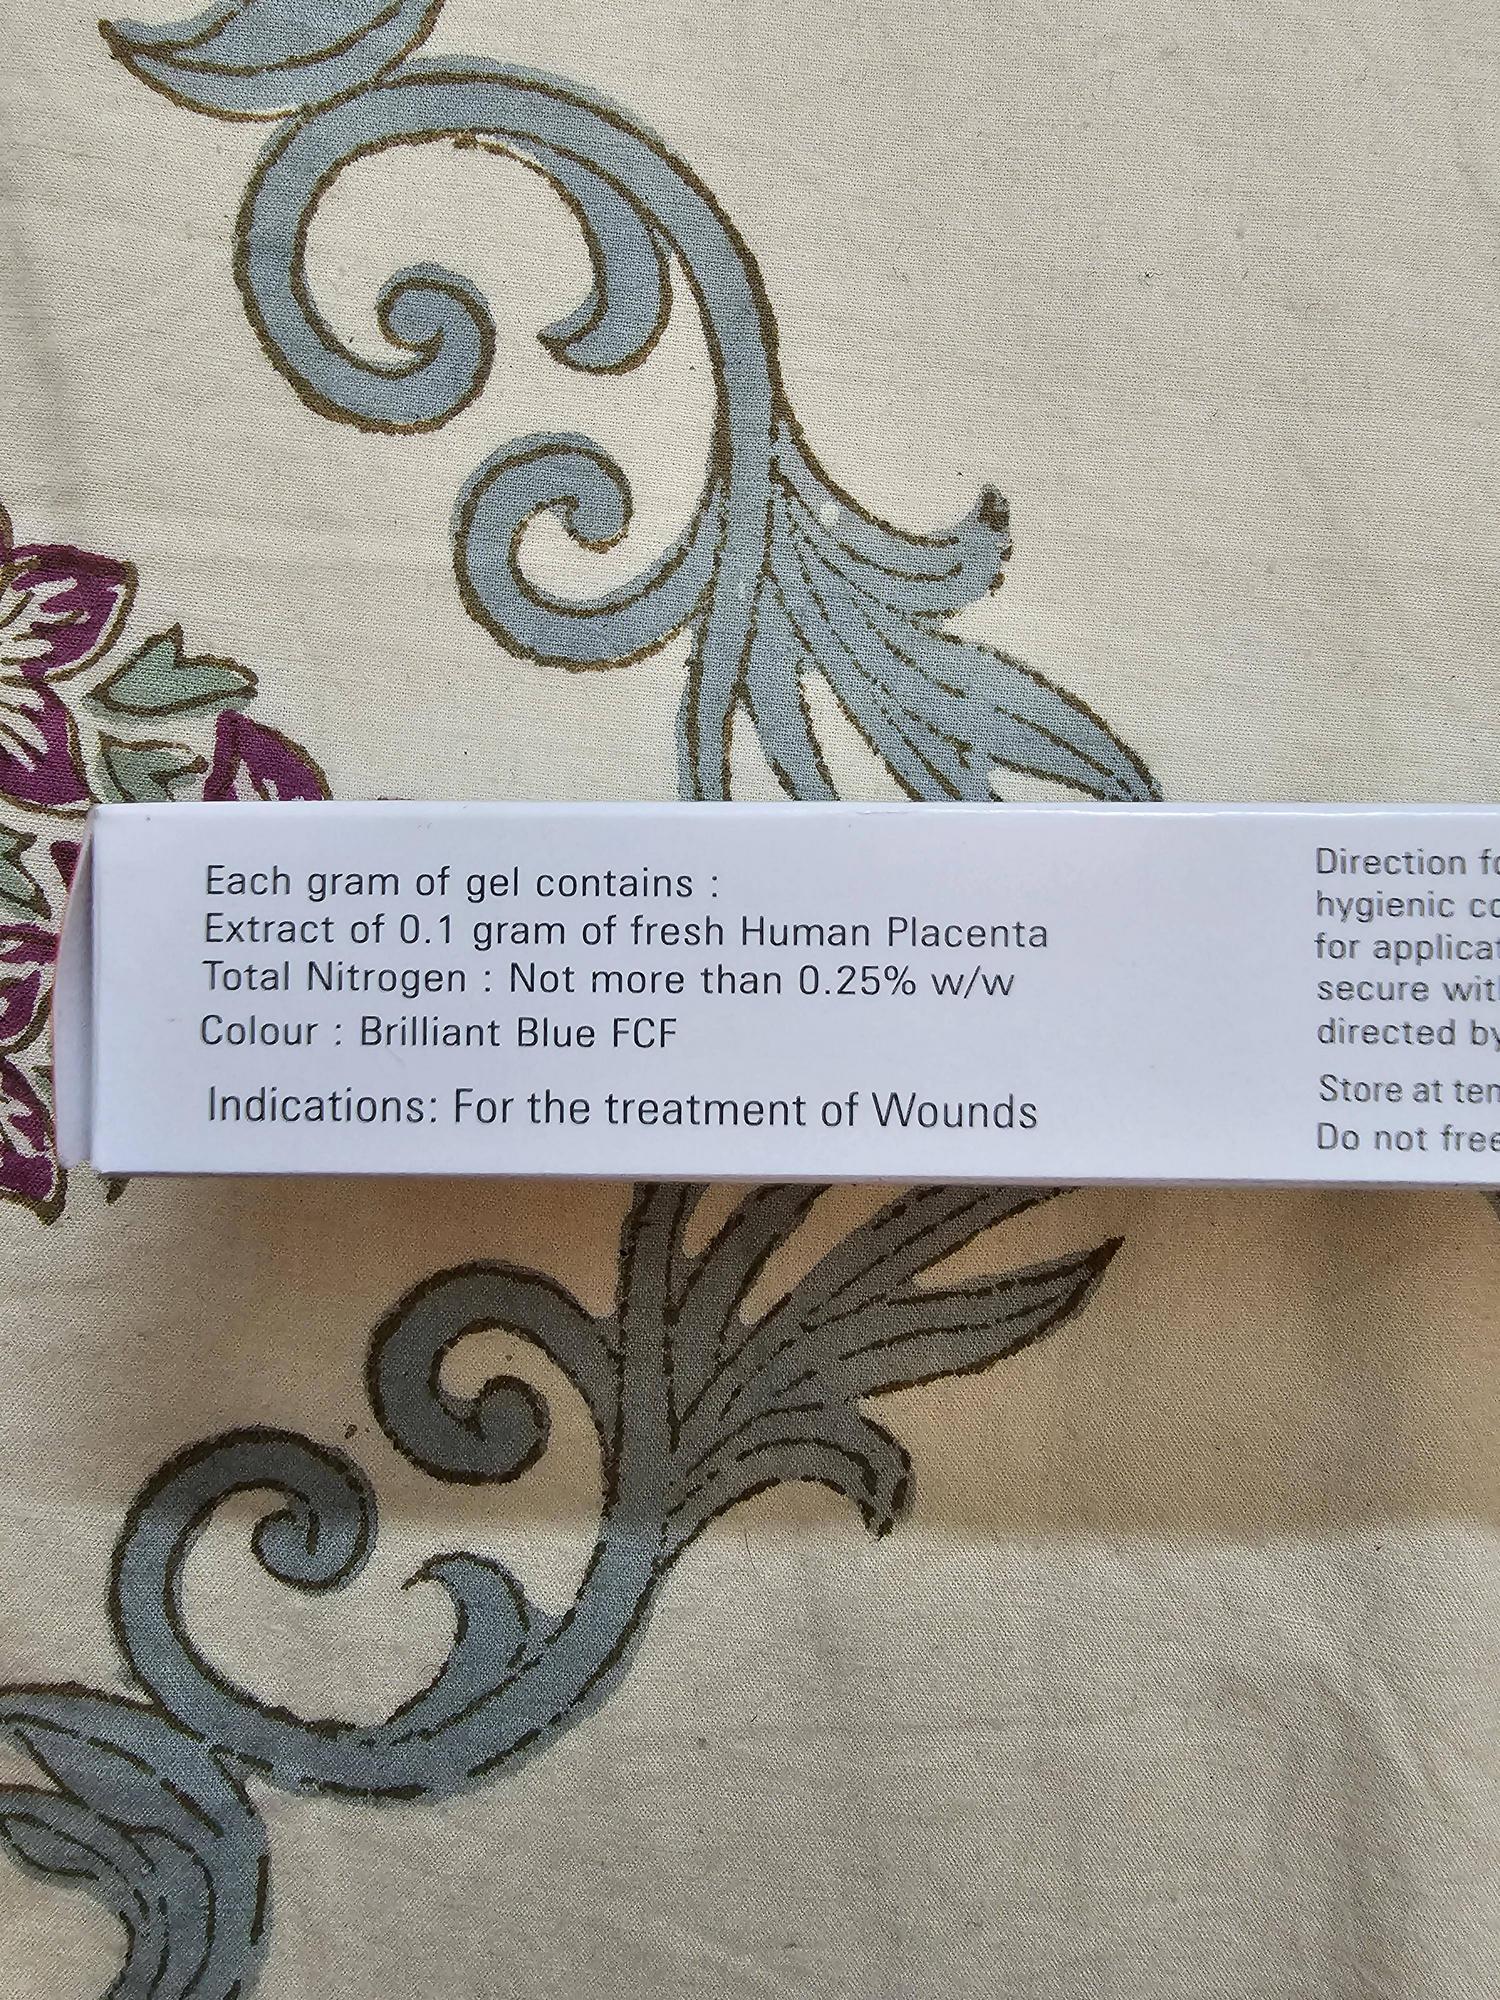 Each gram of gel contains :
Extract of 0.1 gram of fresh Human Placenta
Total Nitrogen : Not more than 0.25% w/w
Colour : Brilliant Blue FCF
Indications: For the treatment of Wounds
Direction
hygienic
for
secure
directed
Store at
Do not